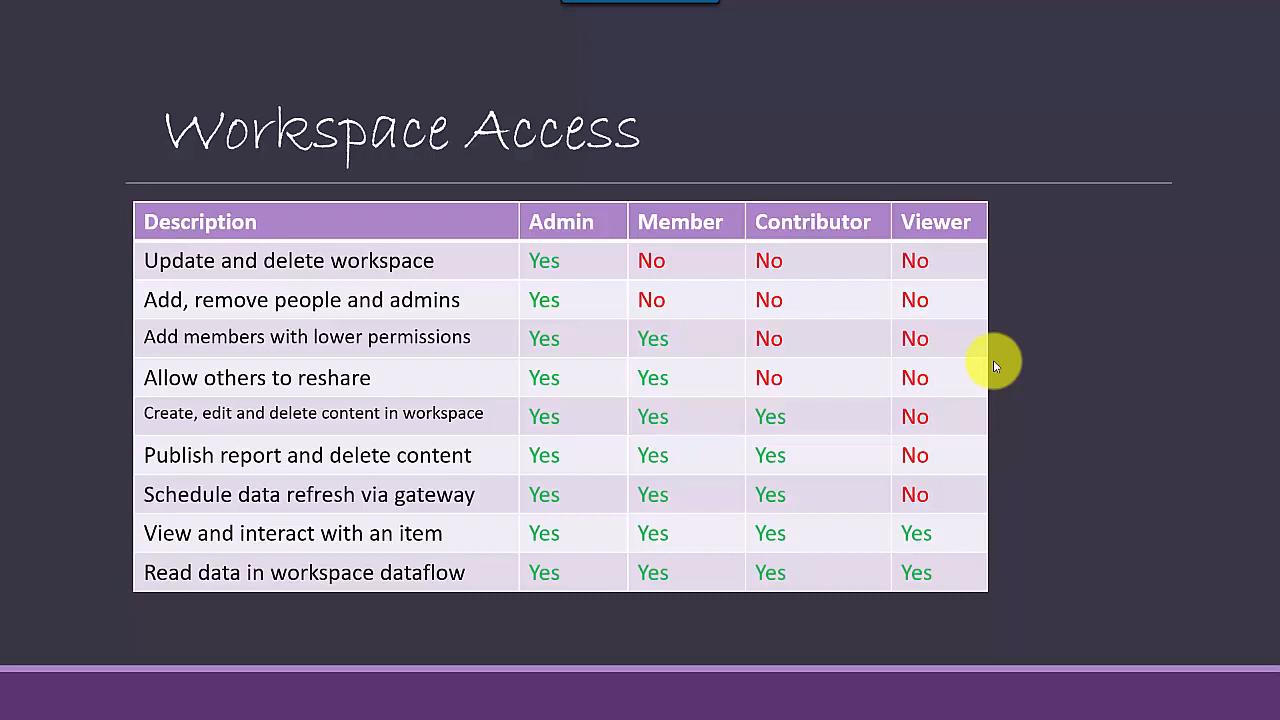 Workspace Access
Description Admin Member Contributor Viewer
Update and delete workspace Yes No No No
Add, remove people and admins Yes No No No
Add members with lower permissions Yes Yes No No
Allow others to reshare Yes Yes No No
Create, edit and delete content in workspace Yes Yes Yes No
Publish report and delete content Yes Yes Yes No
Schedule data refresh via gateway Yes Yes Yes No
View and interact with an item Yes Yes Yes Yes
Read data in workspace dataflow Yes Yes Yes Yes